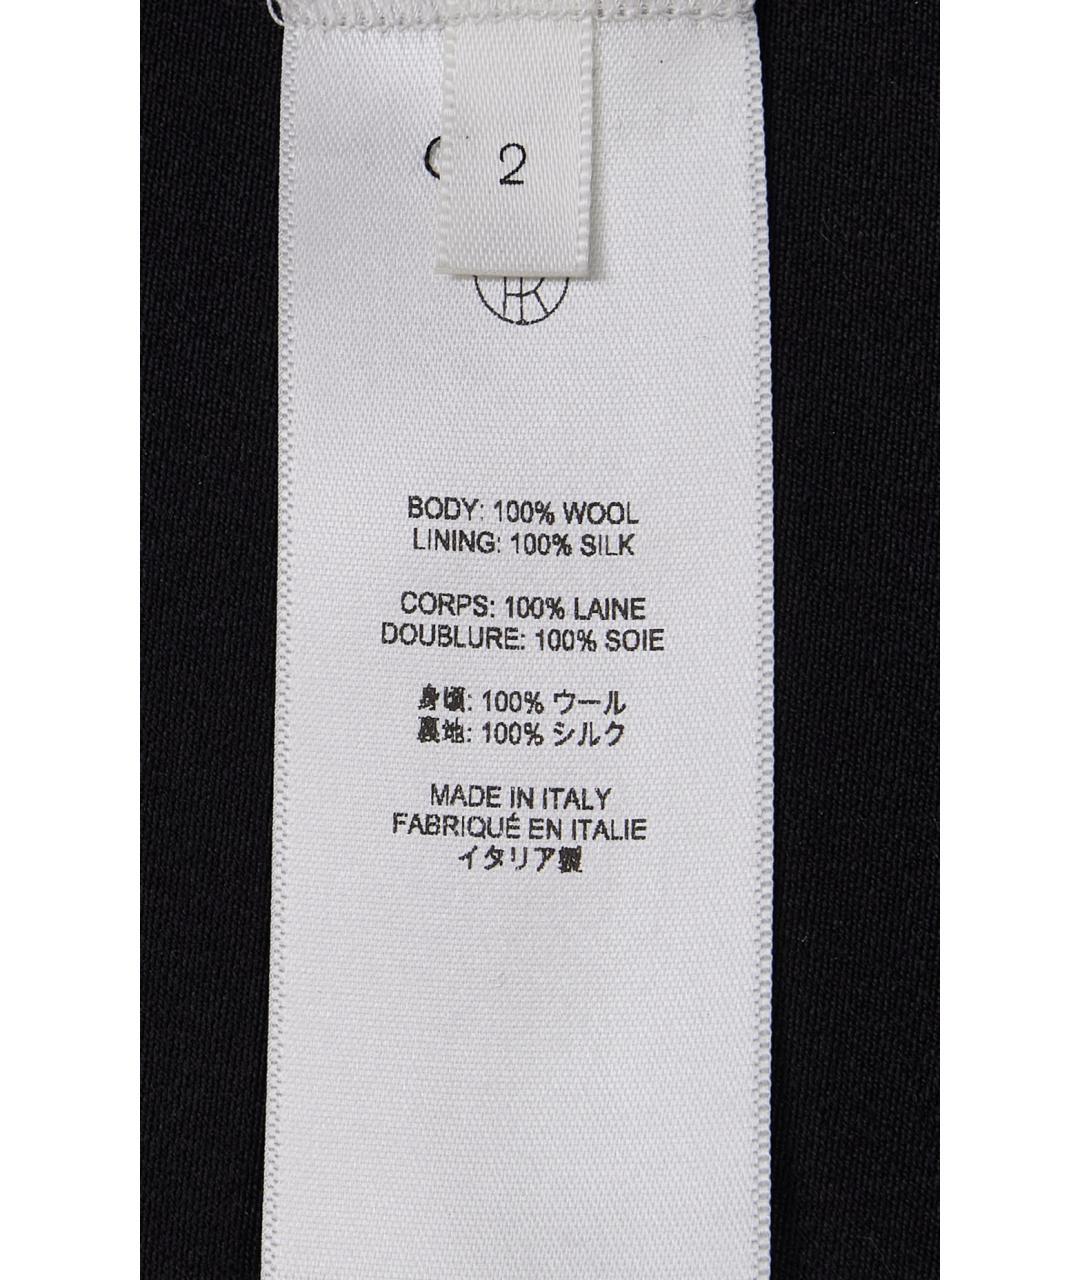 2
BODY: 100% WOOL
LINING: 100% SILK
CORPS: 100% LAINE
DOUBLURE: 100% SOIE
身頃: 100% ウール
裏地: 100% シルク
MADE IN ITALY
FABRIQUÉ EN ITALIE
イタリア製